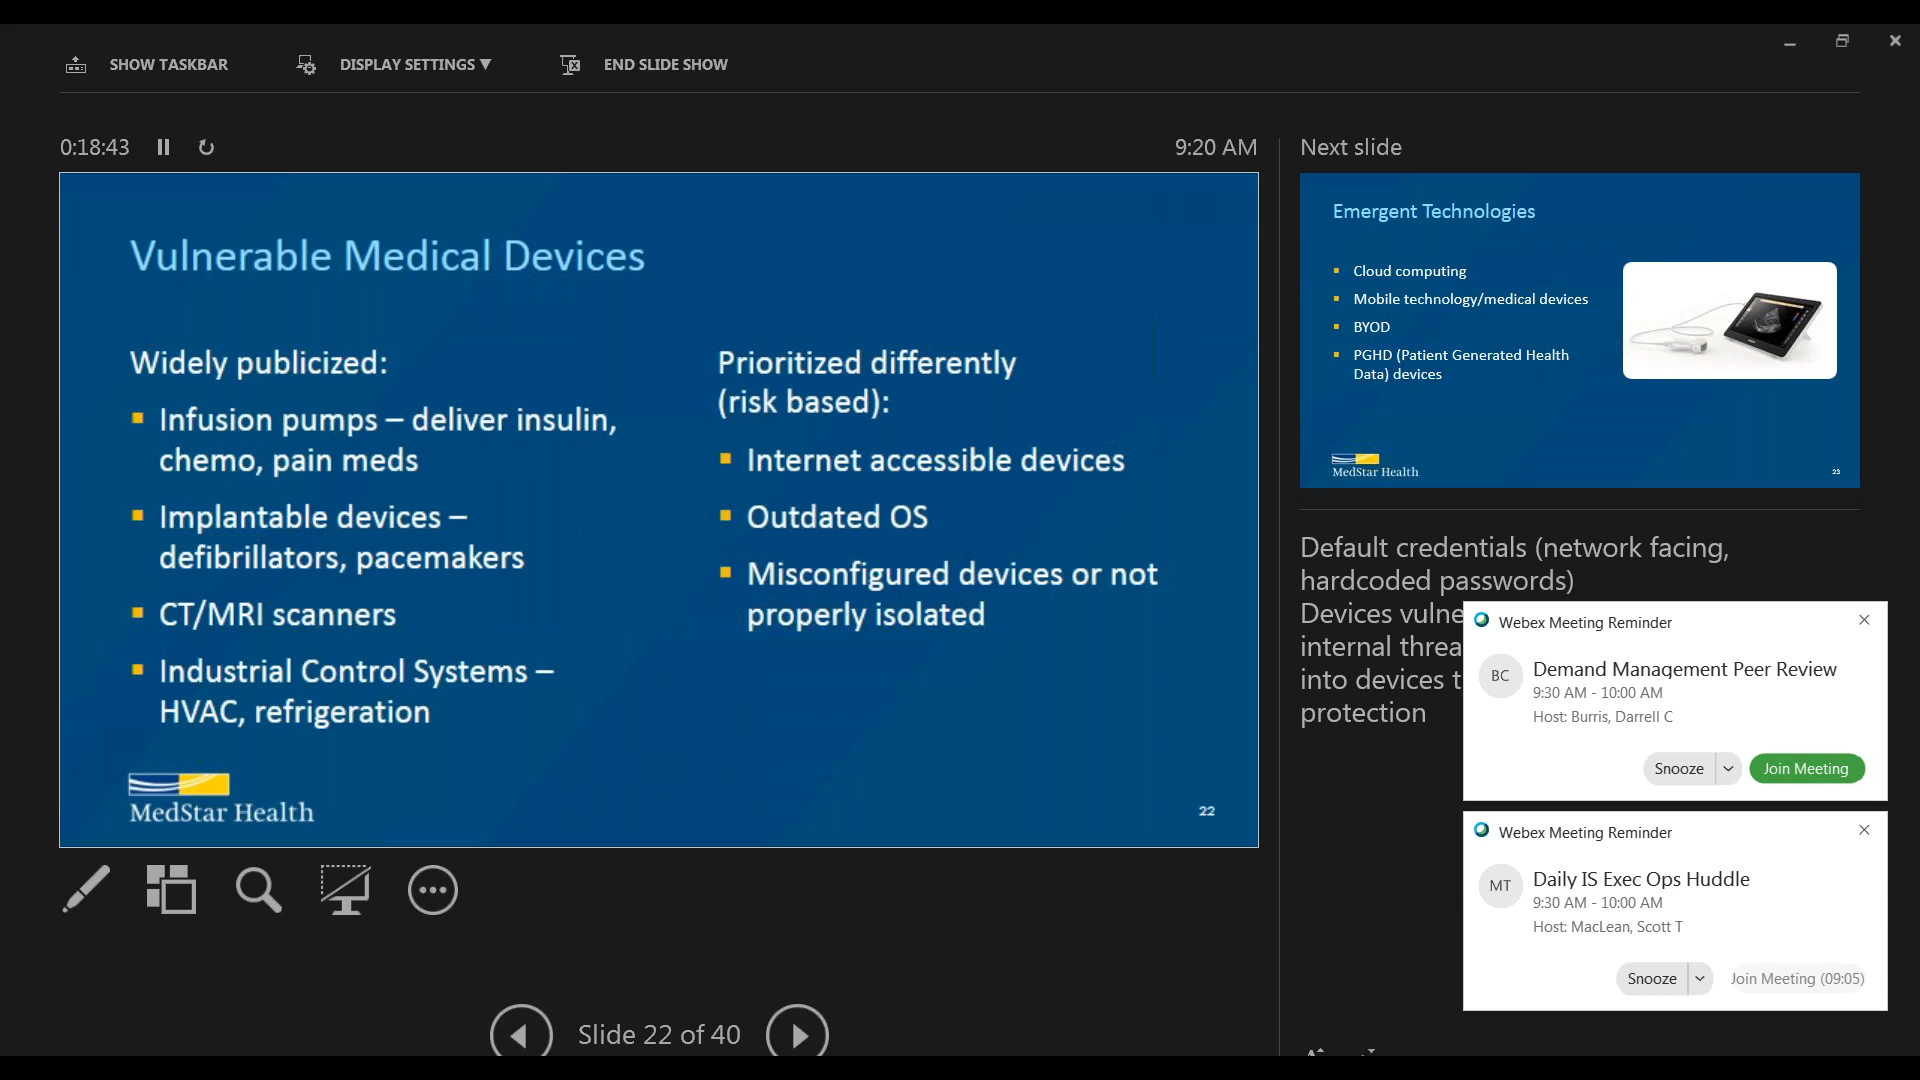 SHOW TASKBAR
DISPLAY SETTINGS ▼
END SLIDE SHOW
0:18:43
9:20 AM
Vulnerable Medical Devices
Widely publicized:
▪ Infusion pumps – deliver insulin,
chemo, pain meds
▪ Implantable devices –
defibrillators, pacemakers
▪ CT/MRI scanners
▪ Industrial Control Systems –
HVAC, refrigeration
Prioritized differently
(risk based):
▪ Internet accessible devices
▪ Outdated OS
▪ Misconfigured devices or not
properly isolated
MedStar Health
22
Slide 22 of 40
Next slide
Emergent Technologies
▪ Cloud computing
▪ Mobile technology/medical devices
▪ BYOD
▪ PGHD (Patient Generated Health
Data) devices
MedStar Health
23
Default credentials (network facing,
hardcoded passwords)
Devices vulne
internal threa
into devices t
protection
Webex Meeting Reminder
BC
Demand Management Peer Review
9:30 AM - 10:00 AM
Host: Burris, Darrell C
Snooze
Join Meeting
Webex Meeting Reminder
MT
Daily IS Exec Ops Huddle
9:30 AM - 10:00 AM
Host: MacLean, Scott T
Snooze
Join Meeting (09:05)